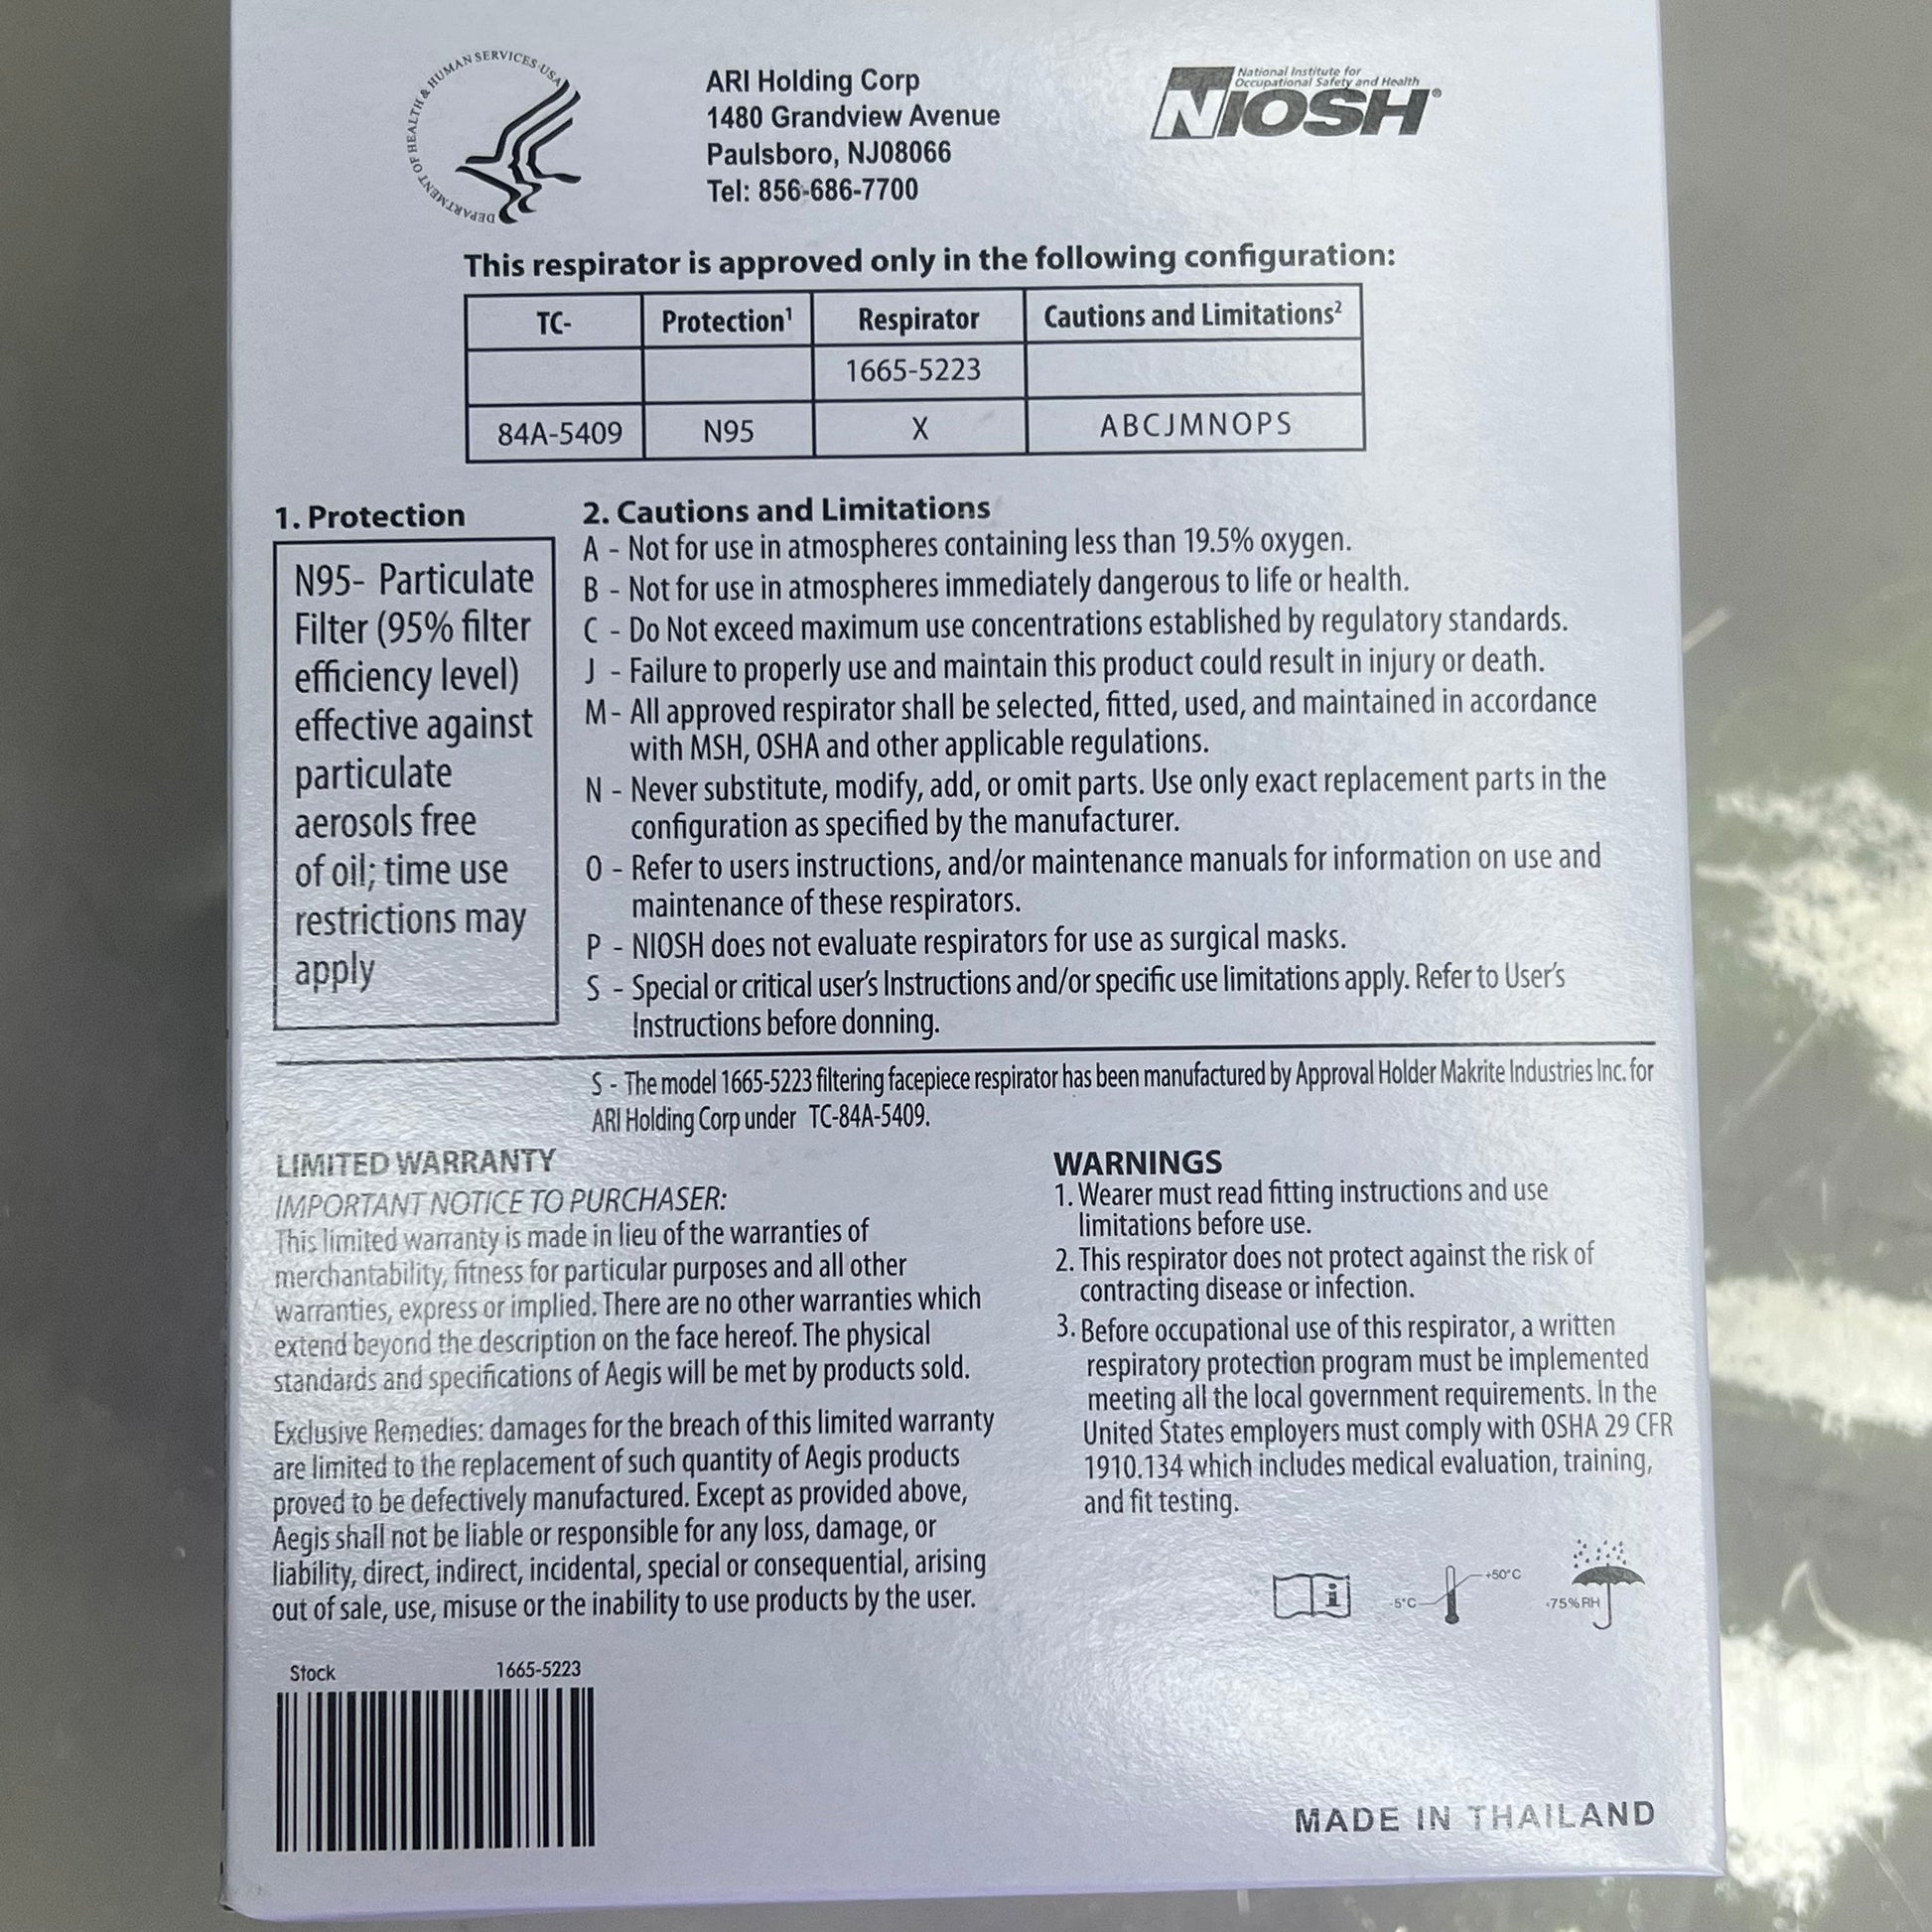 DEPARTMENT OF HEALTH & HUMAN SERVICES·USA
ARI Holding Corp
1480 Grandview Avenue
Paulsboro, NJ08066
Tel: 856-686-7700
National Institute for
Occupational Safety and Health
NIOSH®
This respirator is approved only in the following configuration:
TC- Protection¹ Respirator Cautions and Limitations²
1665-5223
84A-5409 N95 X ABCJMNOPS
1. Protection
N95- Particulate
Filter (95% filter
efficiency level)
effective against
particulate
aerosols free
of oil; time use
restrictions may
apply
2. Cautions and Limitations
A - Not for use in atmospheres containing less than 19.5% oxygen.
B - Not for use in atmospheres immediately dangerous to life or health.
C - Do Not exceed maximum use concentrations established by regulatory standards.
J - Failure to properly use and maintain this product could result in injury or death.
M- All approved respirator shall be selected, fitted, used, and maintained in accordance
with MSH, OSHA and other applicable regulations.
N - Never substitute, modify, add, or omit parts. Use only exact replacement parts in the
configuration as specified by the manufacturer.
O - Refer to users instructions, and/or maintenance manuals for information on use and
maintenance of these respirators.
P - NIOSH does not evaluate respirators for use as surgical masks.
S - Special or critical user's Instructions and/or specific use limitations apply. Refer to User's
Instructions before donning.
S - The model 1665-5223 filtering facepiece respirator has been manufactured by Approval Holder Makrite Industries Inc. for
ARI Holding Corp under TC-84A-5409.
LIMITED WARRANTY
IMPORTANT NOTICE TO PURCHASER:
This limited warranty is made in lieu of the warranties of
merchantability, fitness for particular purposes and all other
warranties, express or implied. There are no other warranties which
extend beyond the description on the face hereof. The physical
standards and specifications of Aegis will be met by products sold.
Exclusive Remedies: damages for the breach of this limited warranty
are limited to the replacement of such quantity of Aegis products
proved to be defectively manufactured. Except as provided above,
Aegis shall not be liable or responsible for any loss, damage, or
liability, direct, indirect, incidental, special or consequential, arising
out of sale, use, misuse or the inability to use products by the user.
WARNINGS
1. Wearer must read fitting instructions and use
limitations before use.
2. This respirator does not protect against the risk of
contracting disease or infection.
3. Before occupational use of this respirator, a written
respiratory protection program must be implemented
meeting all the local government requirements. In the
United States employers must comply with OSHA 29 CFR
1910.134 which includes medical evaluation, training,
and fit testing.
i
+50°C
-5°C
<75%RH
Stock 1665-5223
MADE IN THAILAND